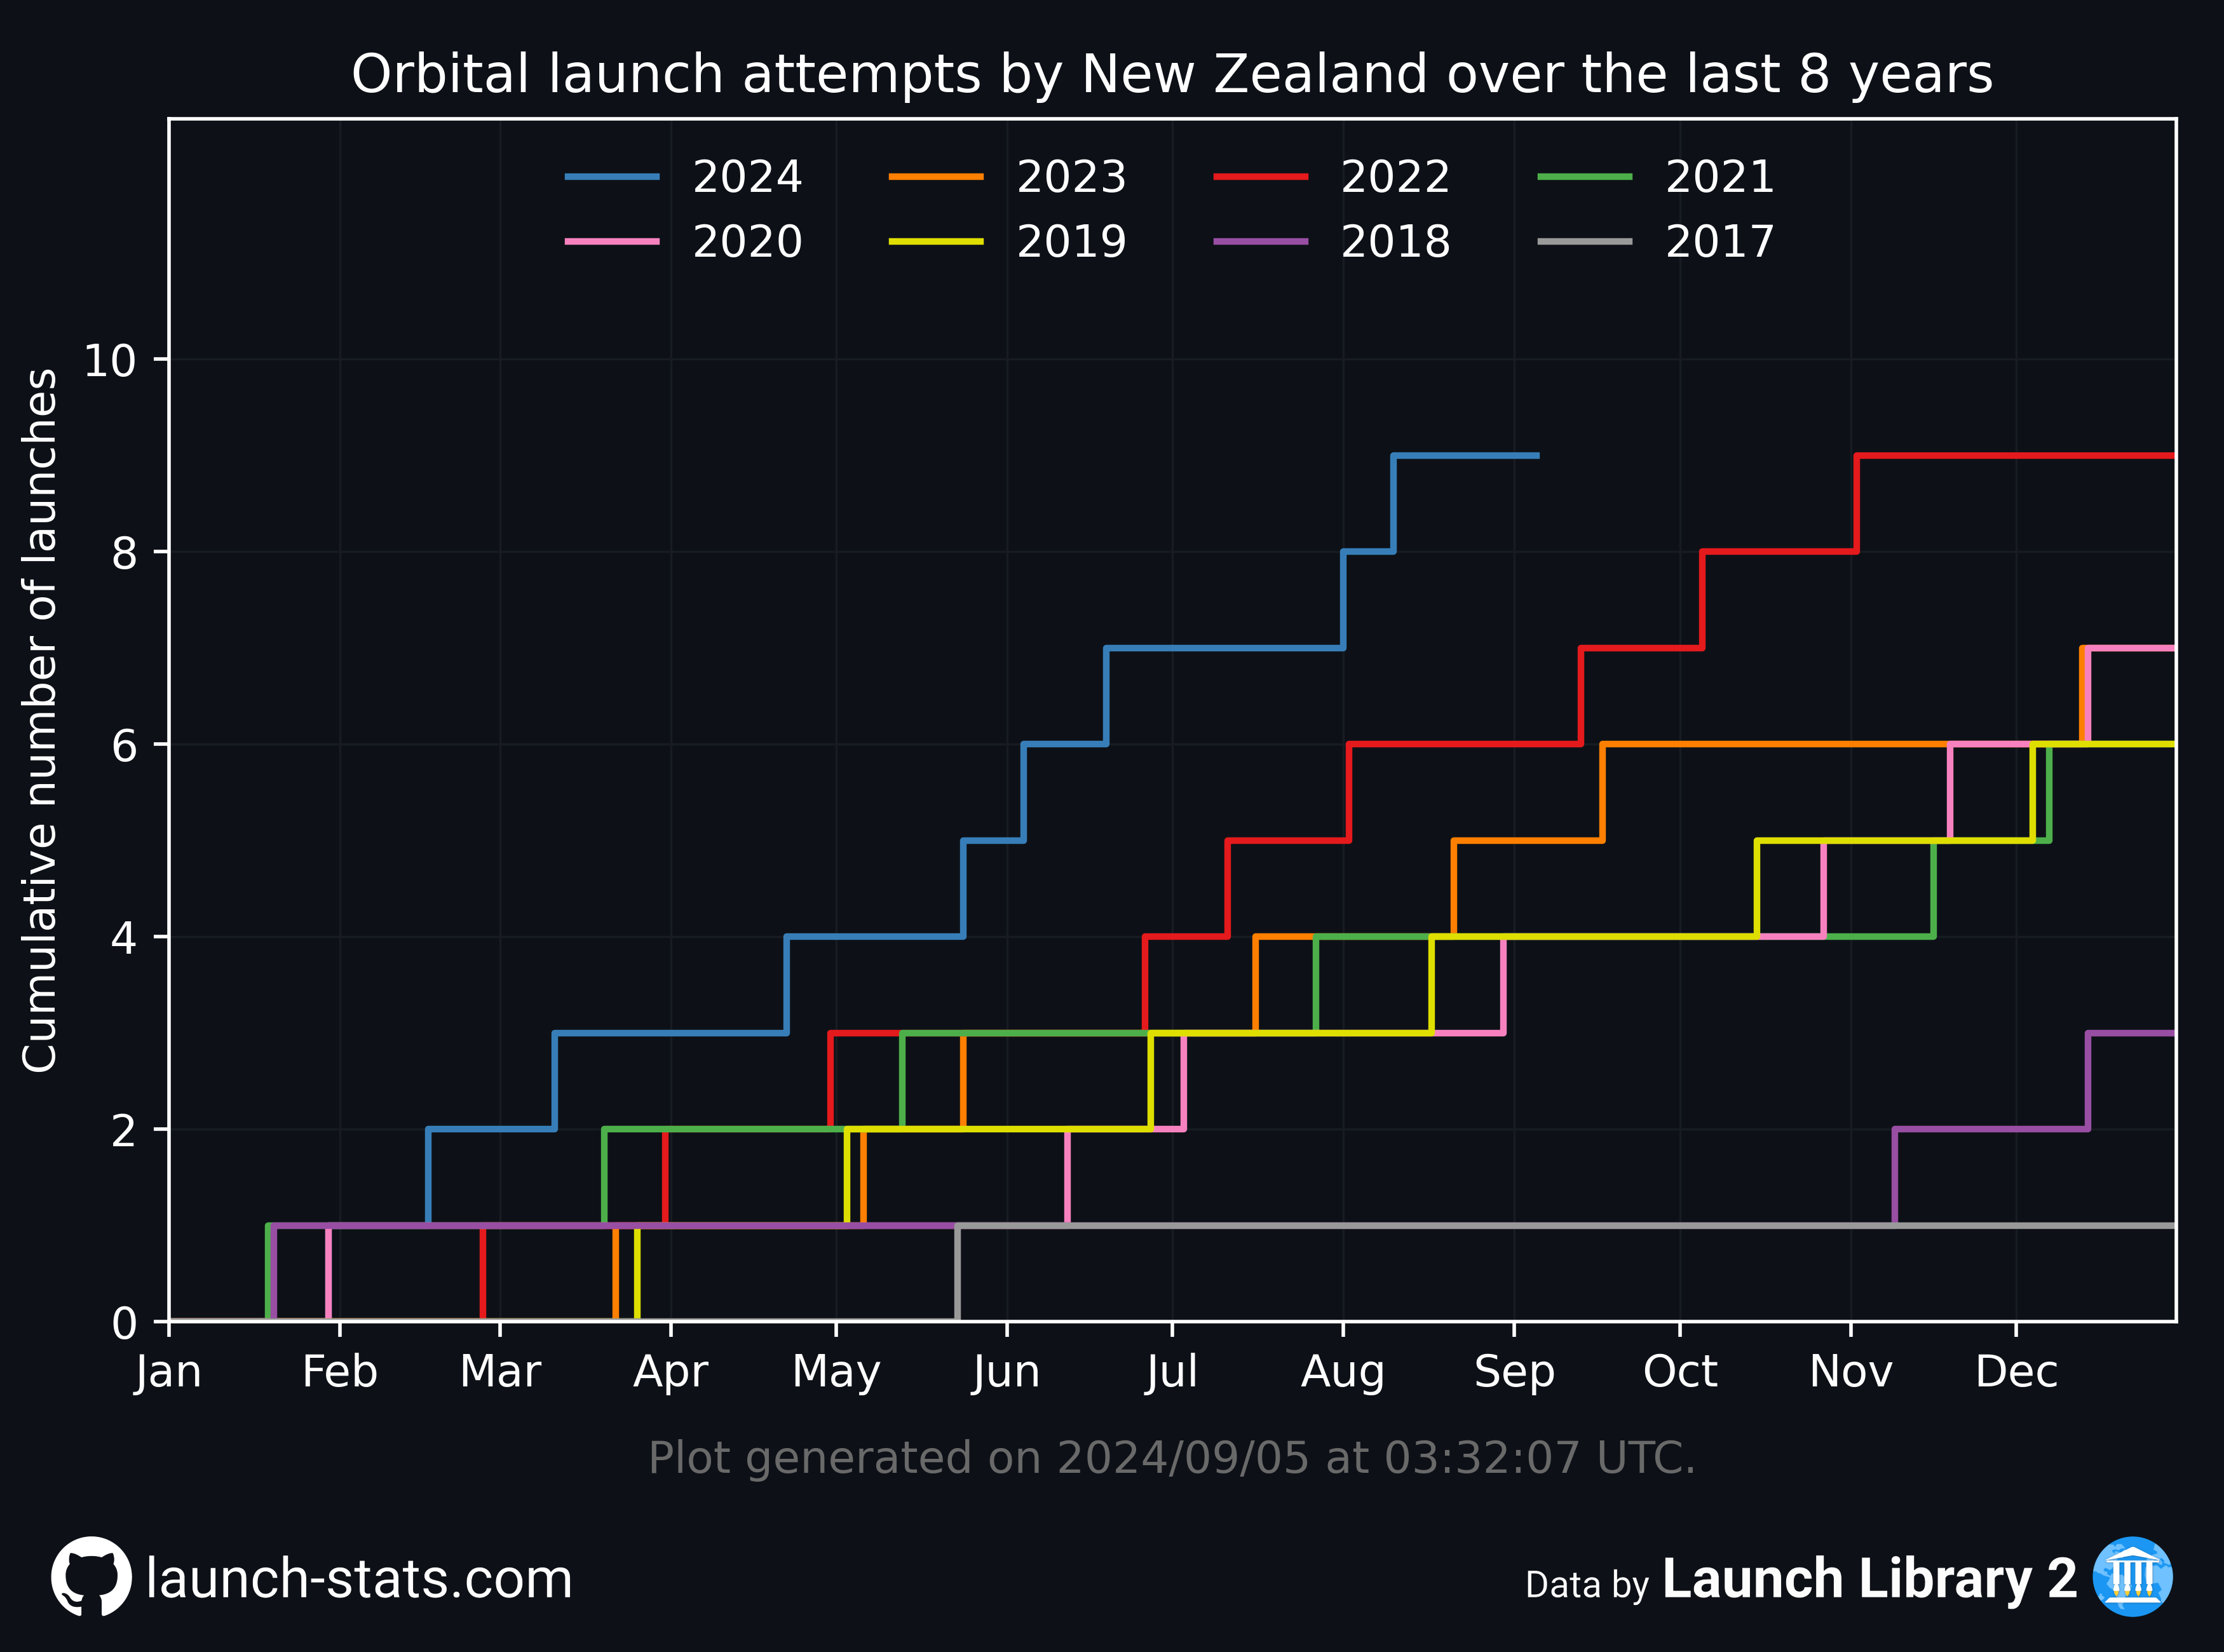 Orbital launch attempts by New Zealand over the last 8 years
2024 2023 2022 2021
2020 2019 2018 2017
Cumulative number of launches
10
8
6
4
2
0
Jan Feb Mar Apr May Jun Jul Aug Sep Oct Nov Dec
Plot generated on 2024/09/05 at 03:32:07 UTC.
launch-stats.com
Data by Launch Library 2